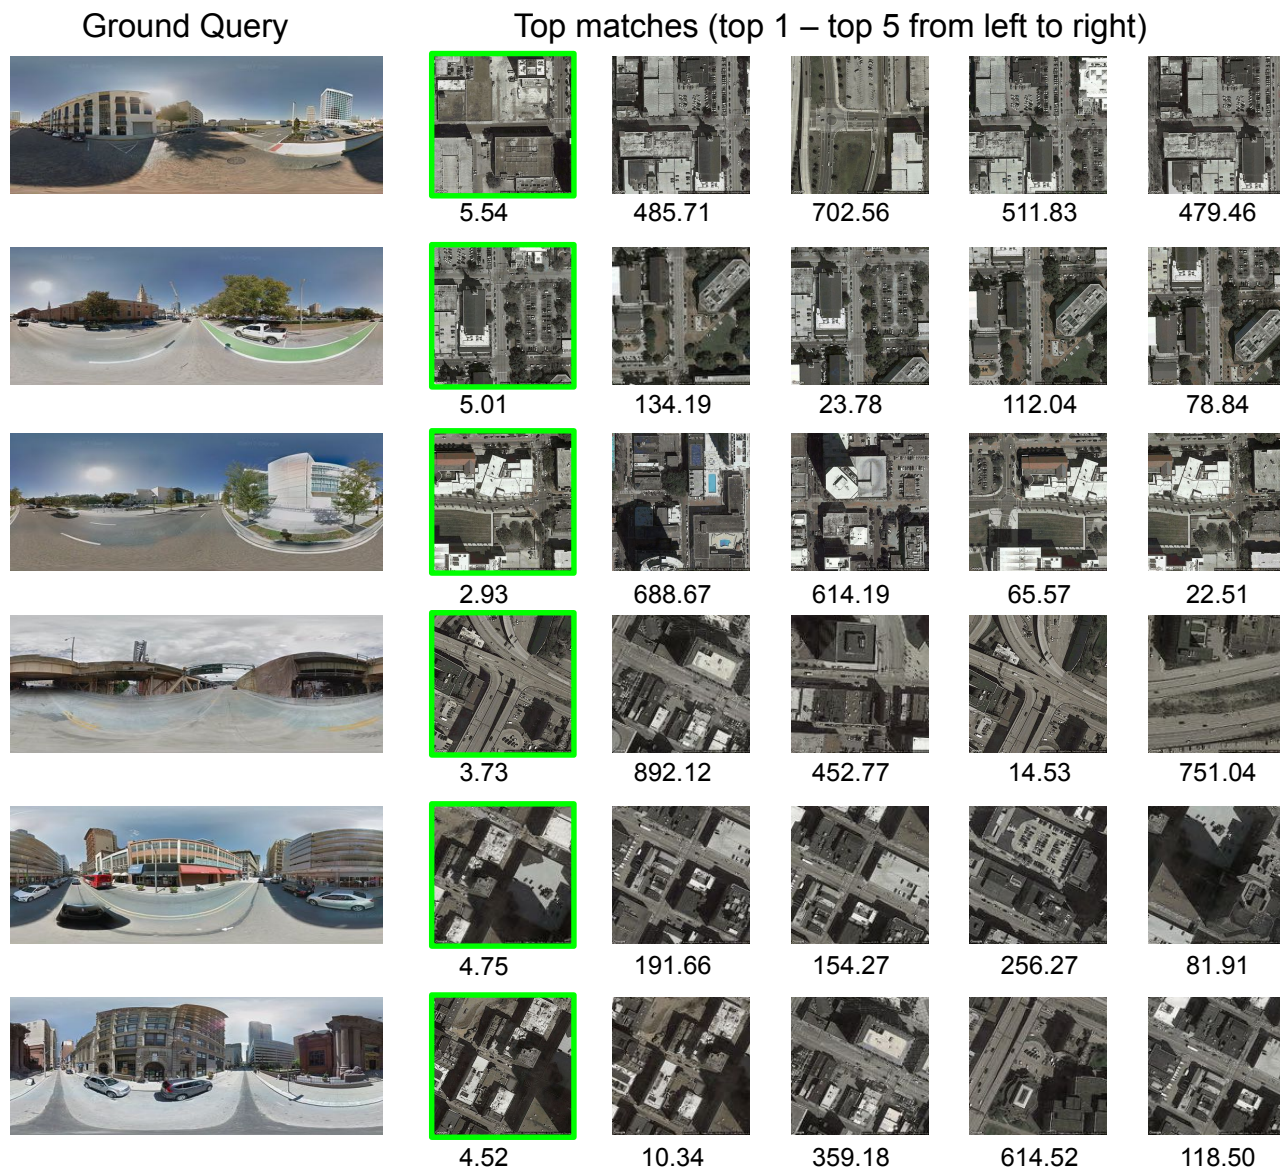 Ground Query
Top matches (top 1 – top 5 from left to right)
5.54 485.71 702.56 511.83 479.46
5.01 134.19 23.78 112.04 78.84
2.93 688.67 614.19 65.57 22.51
3.73 892.12 452.77 14.53 751.04
4.75 191.66 154.27 256.27 81.91
4.52 10.34 359.18 614.52 118.50